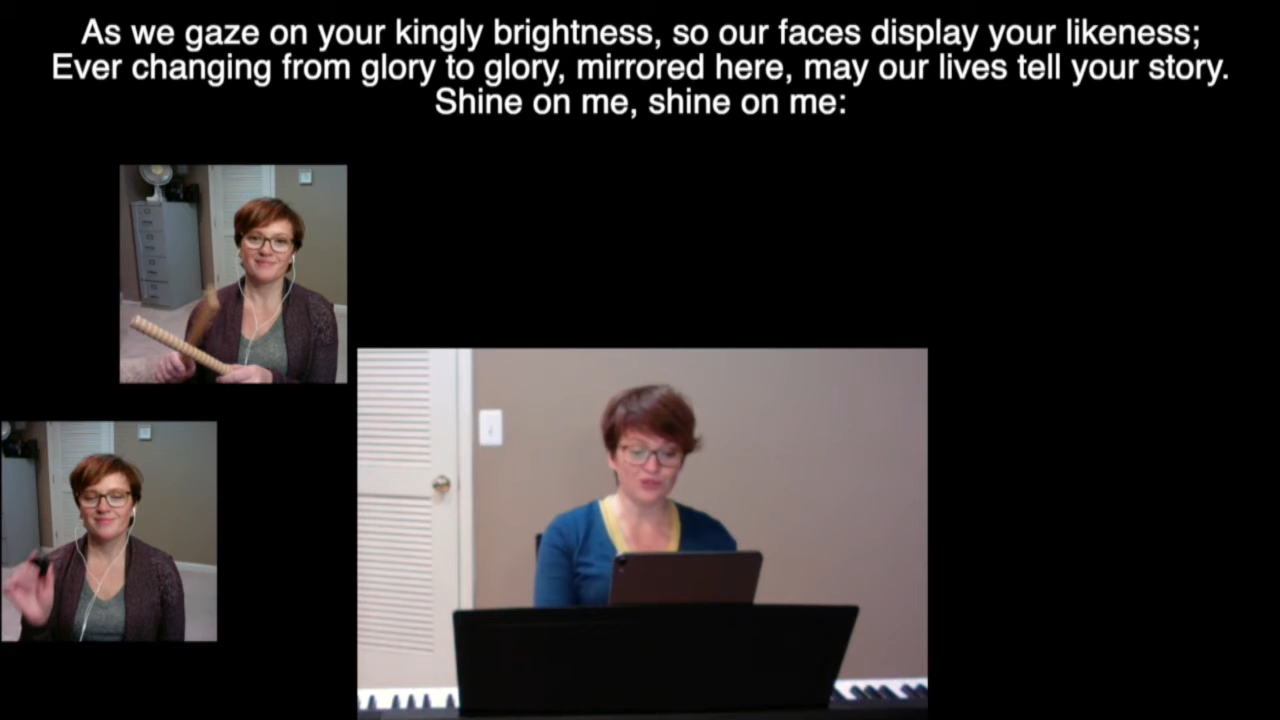 As we gaze on your kingly brightness, so our faces display your likeness;
Ever changing from glory to glory, mirrored here, may our lives tell your story.
Shine on me, shine on me: